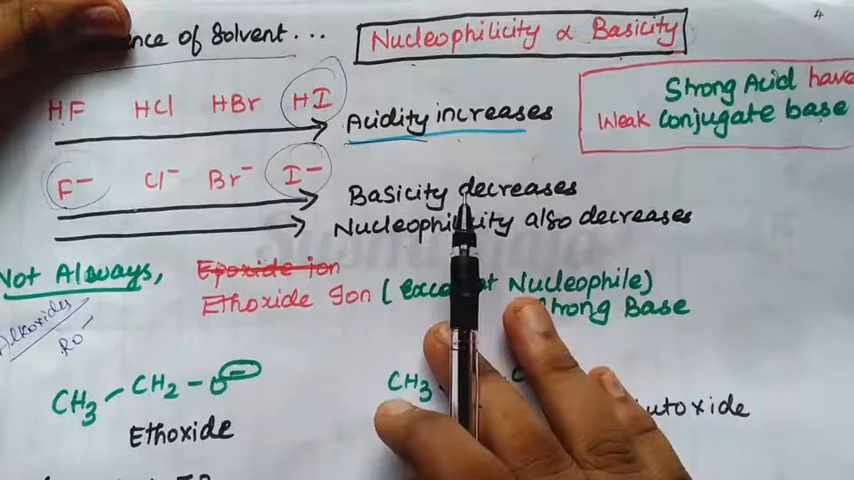 of Solvent...
Nucleophilicity ∝ Basicity
4
HF HCl HBr HI
Acidity increases
Strong Acid have
Weak conjugate base
F⁻ Cl⁻ Br⁻ I⁻
Basicity decreases
Nucleophilicity also decreases
Not Always,
Epoxide ion
Ethoxide Ion ( Nucleophile)
Strong Base
Alkoxides
RO⁻
CH₃ - CH₂ - O⁻
CH₃
Ethoxide